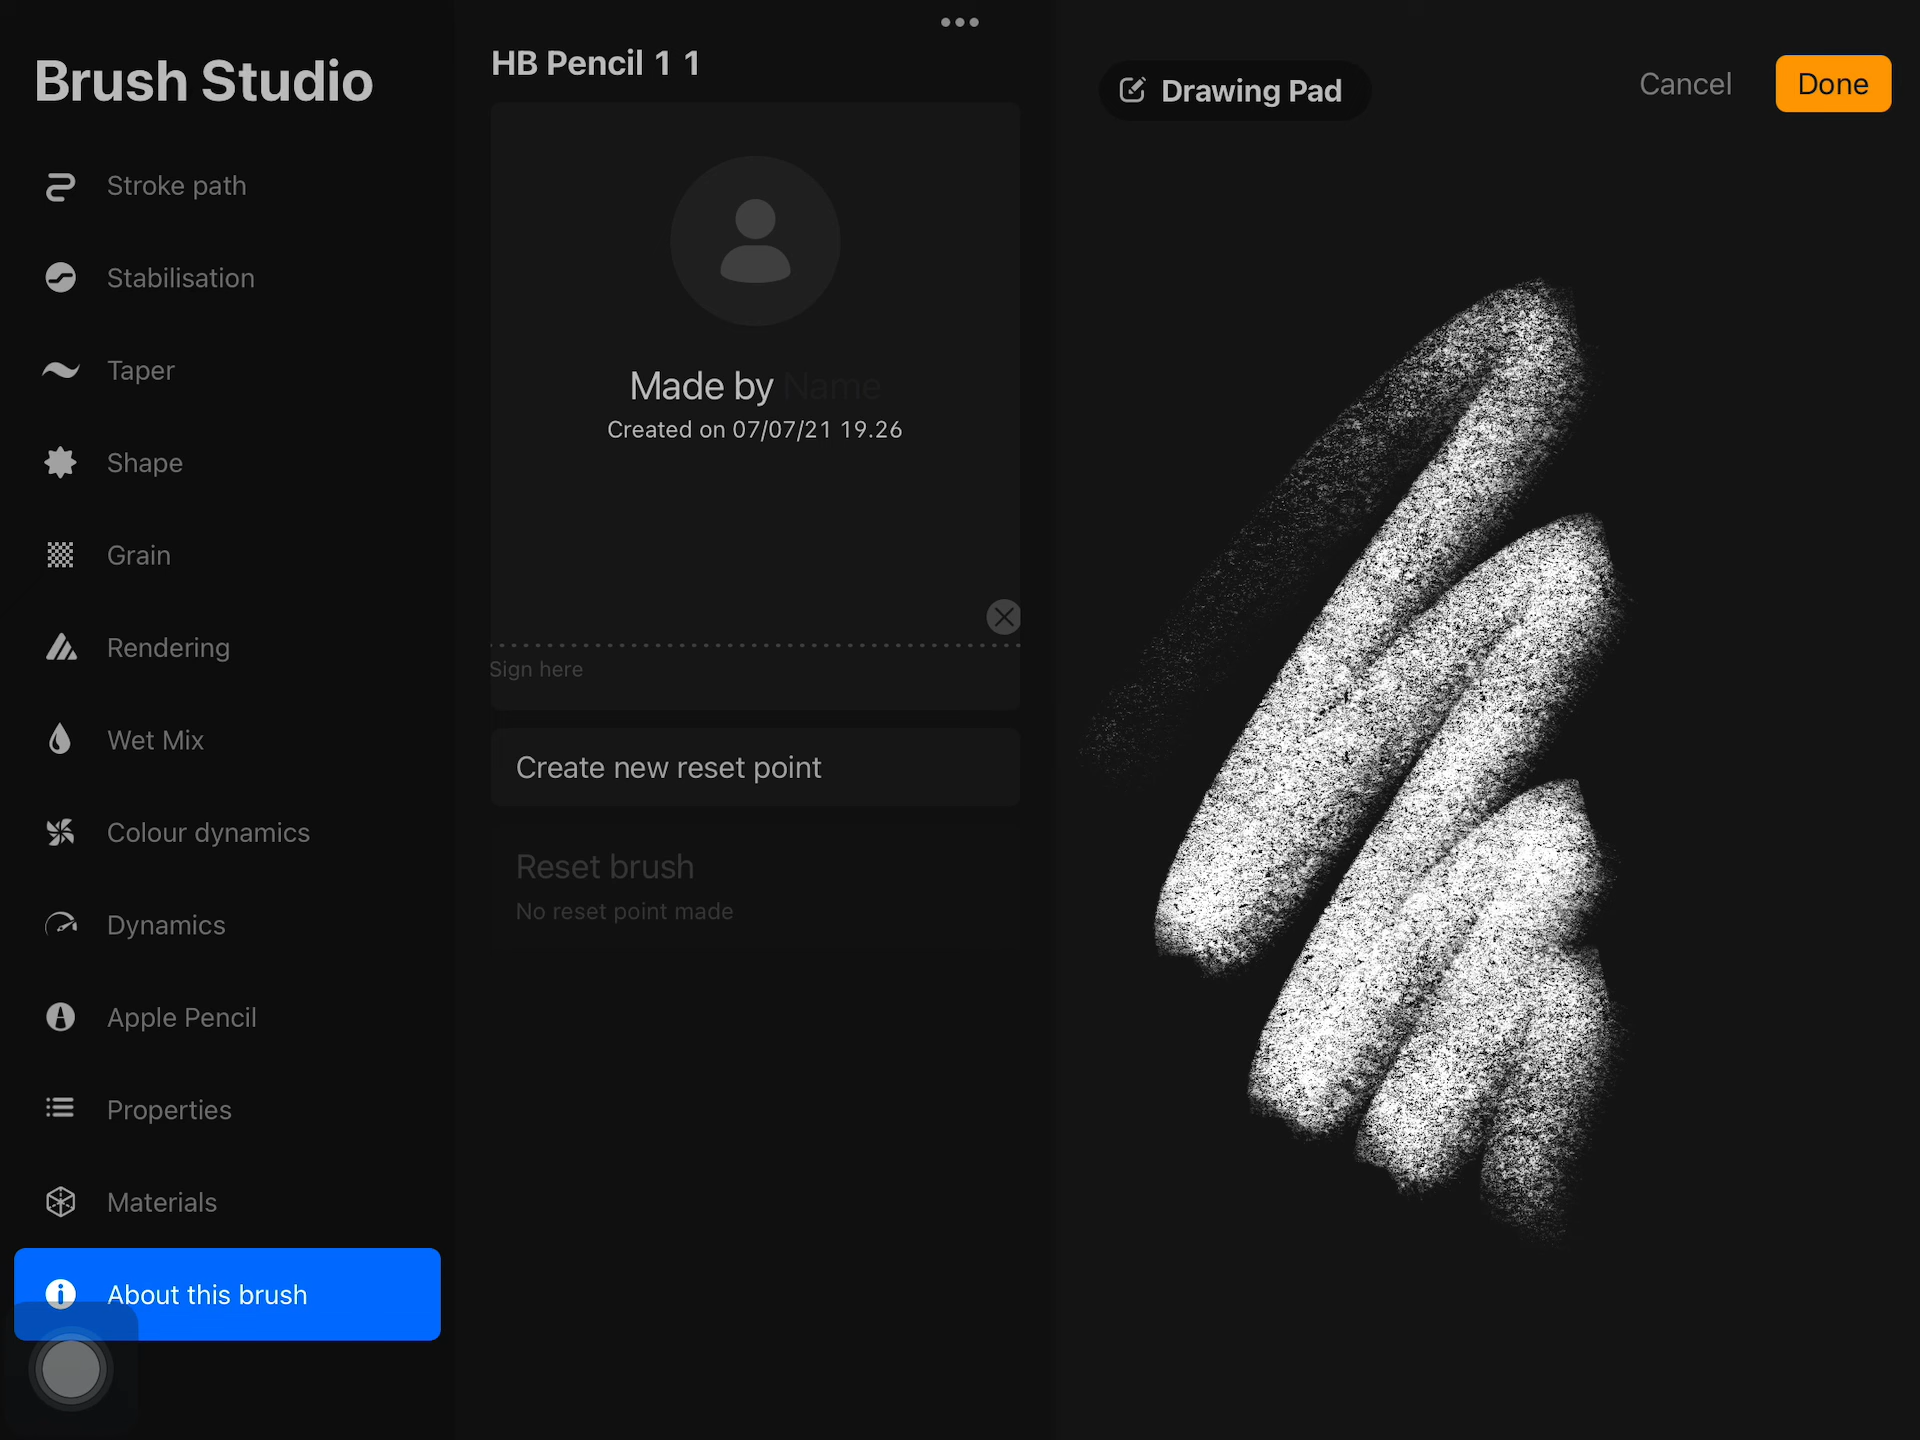 Brush Studio
Stroke path
Stabilisation
Taper
Shape
Grain
Rendering
Wet Mix
Colour dynamics
Dynamics
Apple Pencil
Properties
Materials
About this brush
HB Pencil 1 1
Made by Name
Created on 07/07/21 19.26
Sign here
Create new reset point
Reset brush
No reset point made
Drawing Pad
Cancel
Done